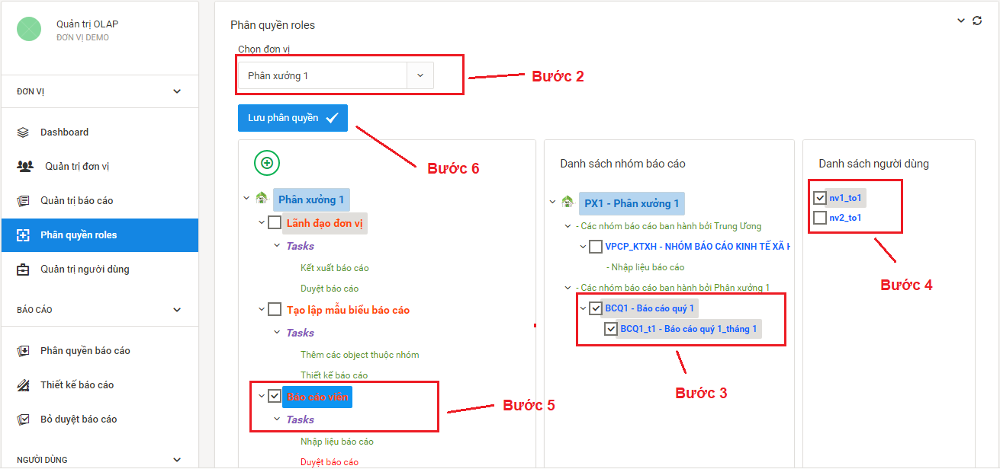 Quản trị OLAP
ĐƠN VỊ DEMO
ĐƠN VỊ
Dashboard
Quản trị đơn vị
Quản trị báo cáo
Phân quyền roles
Quản trị người dùng
BÁO CÁO
Phân quyền báo cáo
Thiết kế báo cáo
Bỏ duyệt báo cáo
NGƯỜI DÙNG
Phân quyền roles
Chọn đơn vị
Phân xưởng 1
Bước 2
Lưu phân quyền
Bước 6
Phân xưởng 1
Lãnh đạo đơn vị
Tasks
Kết xuất báo cáo
Duyệt báo cáo
Tạo lập mẫu biểu báo cáo
Tasks
Thêm các object thuộc nhóm
Thiết kế báo cáo
Báo cáo viên
Tasks
Nhập liệu báo cáo
Duyệt báo cáo
Bước 5
Danh sách nhóm báo cáo
PX1 - Phân xưởng 1
- Các nhóm báo cáo ban hành bởi Trung Ương
VPCP_KTXH - NHÓM BÁO CÁO KINH TẾ XÃ H
- Nhập liệu báo cáo
- Các nhóm báo cáo ban hành bởi Phân xưởng 1
BCQ1 - Báo cáo quý 1
BCQ1_t1 - Báo cáo quý 1_tháng 1
Bước 3
Danh sách người dùng
nv1_to1
nv2_to1
Bước 4